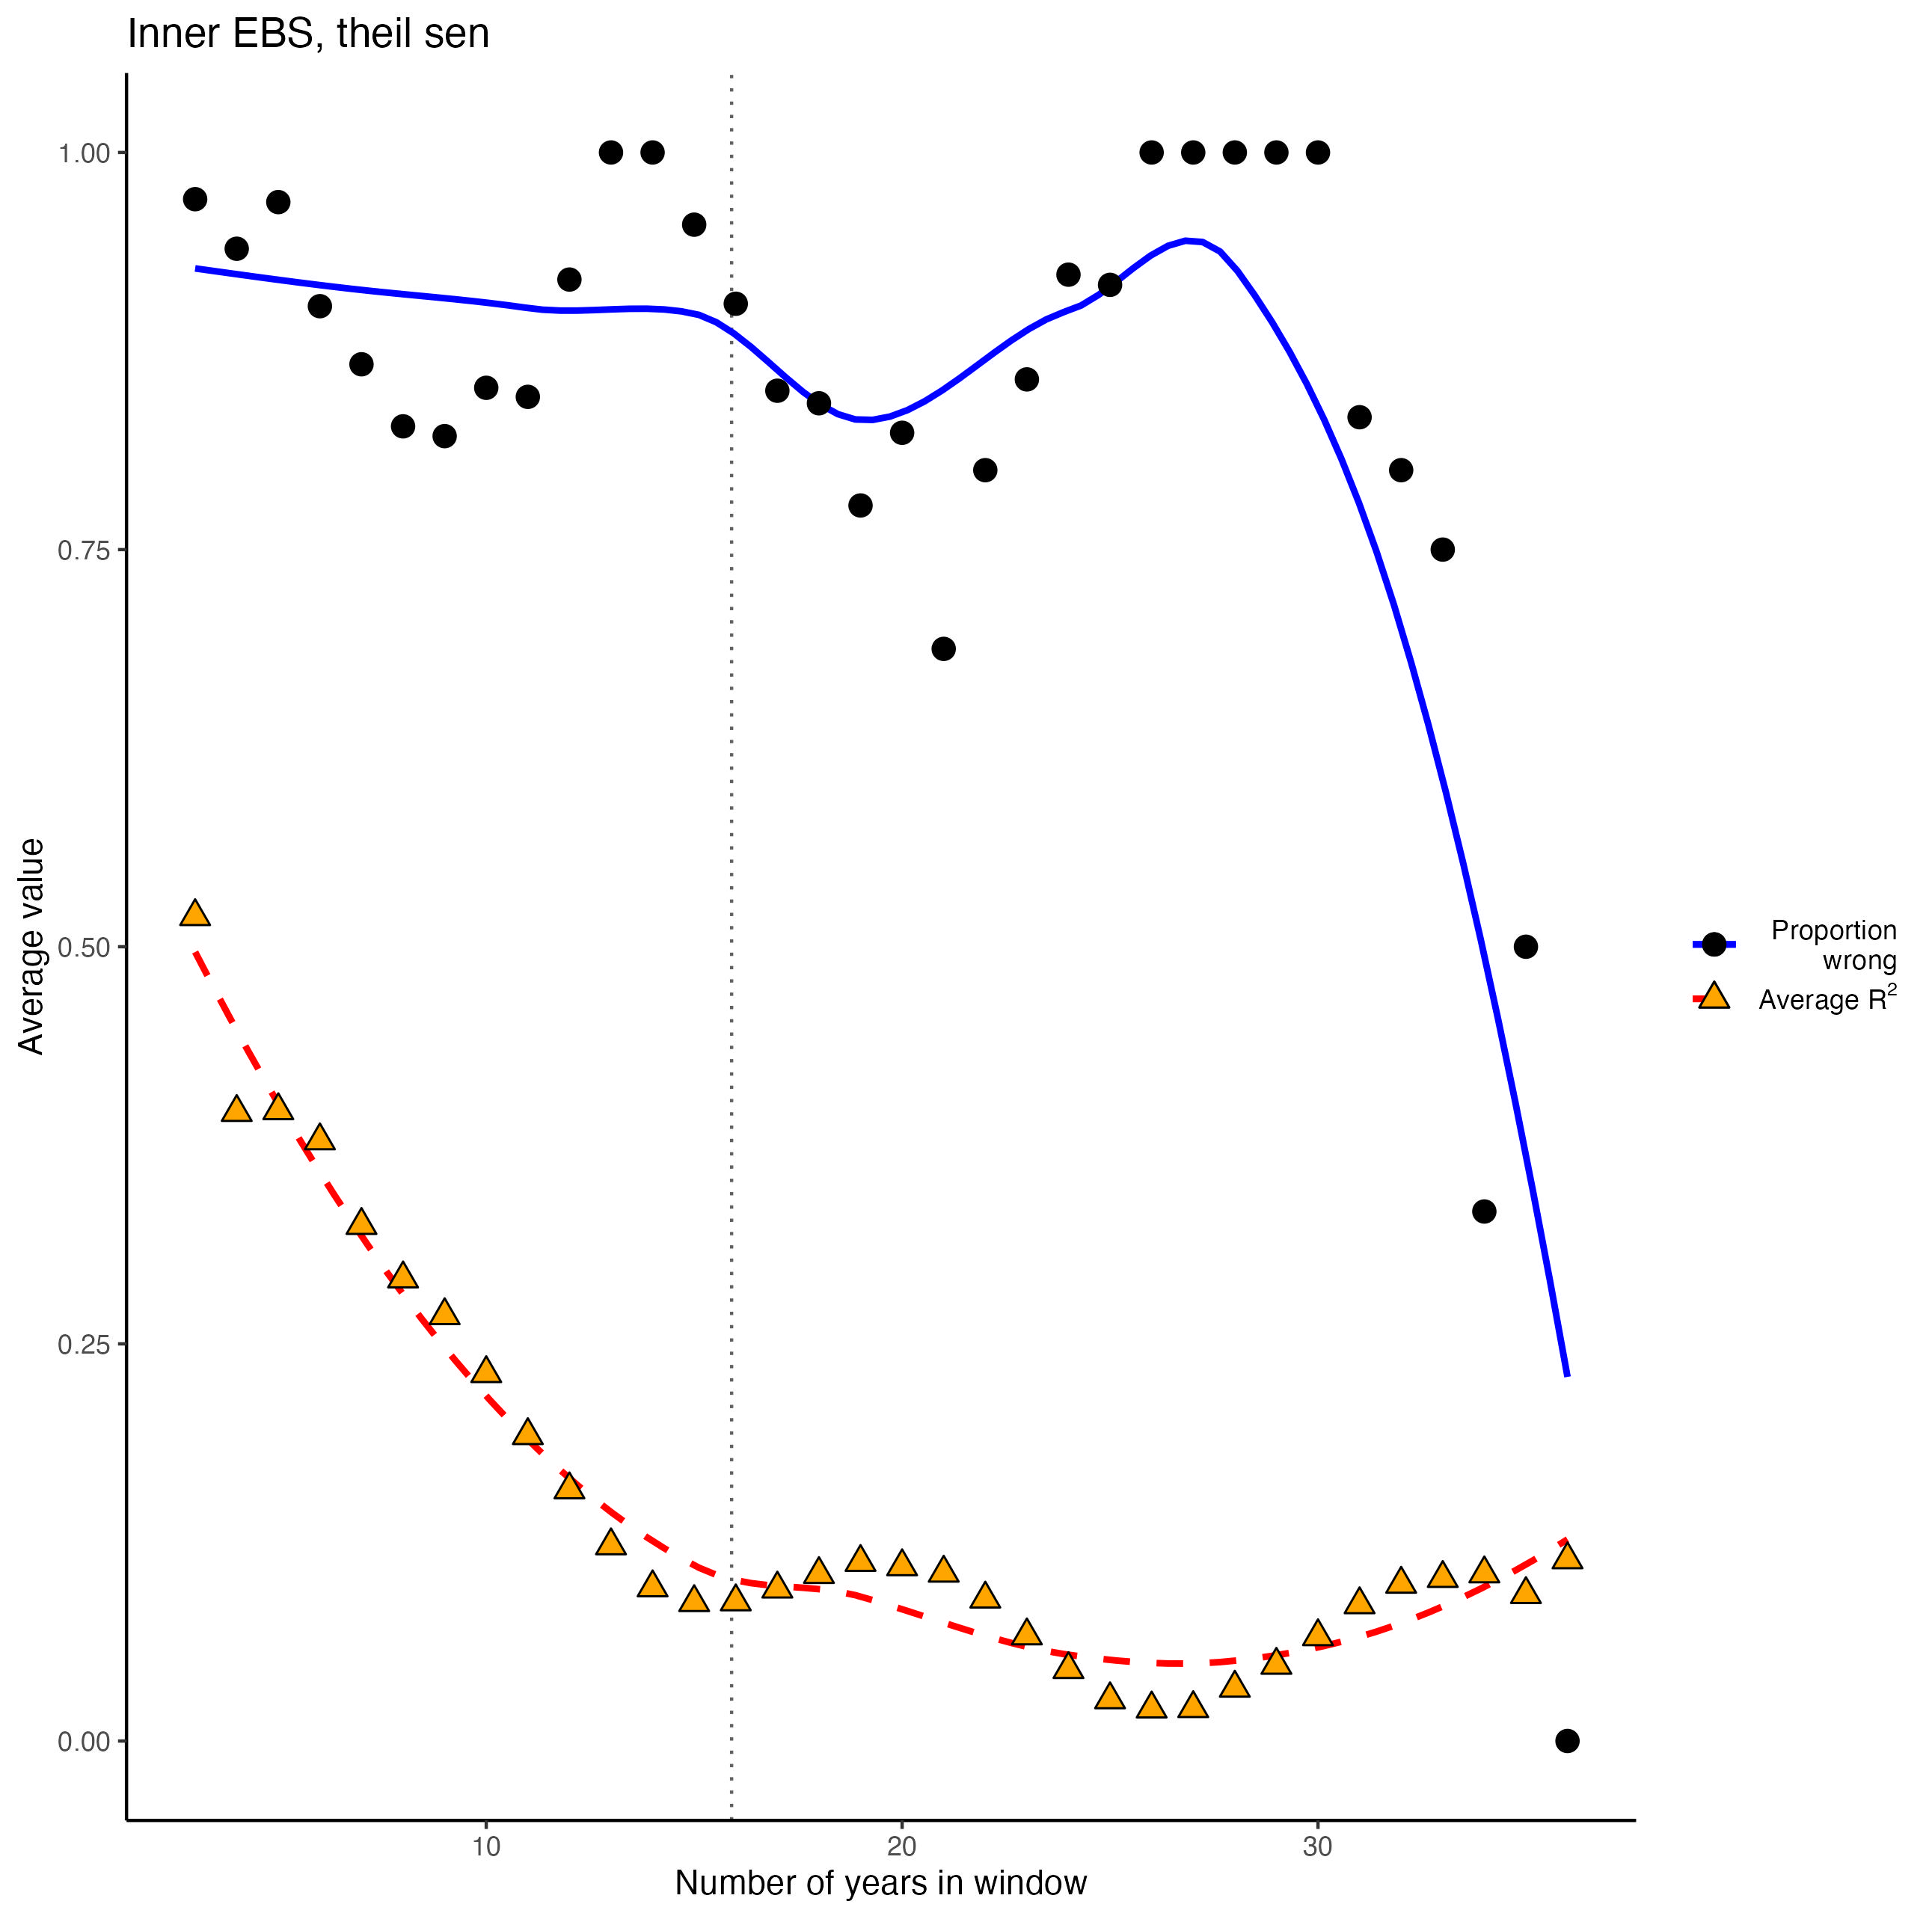 Inner EBS, theil sen
Average value
1.00
0.75
0.50
0.25
0.00
10
20
30
Number of years in window
Proportion
wrong
Average R²